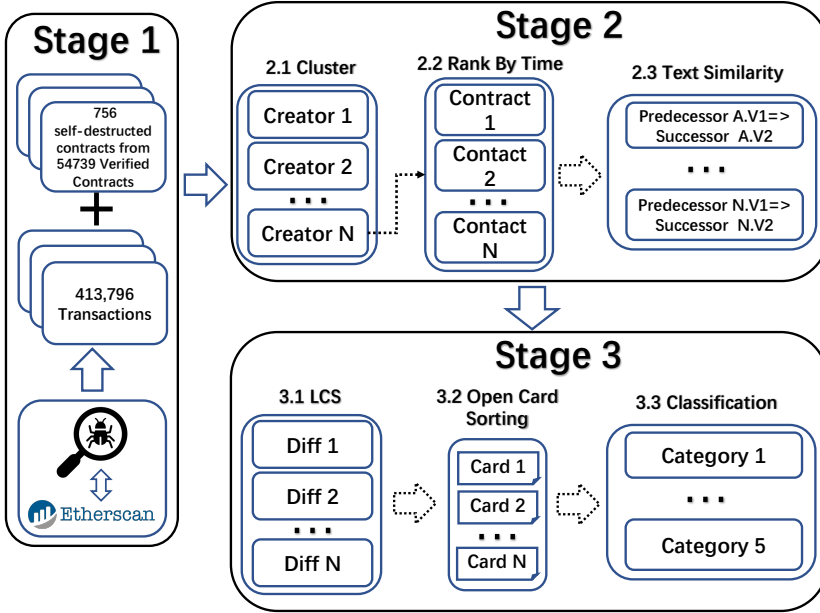 Stage 1
756
self-destructed
contracts from
54739 Verified
Contracts
+
413,796
Transactions
Etherscan
Stage 2
2.1 Cluster
Creator 1
Creator 2
...
Creator N
2.2 Rank By Time
Contract
1
Contact
2
...
Contact
N
2.3 Text Similarity
Predecessor A.V1=>
Successor A.V2
...
Predecessor N.V1=>
Successor N.V2
Stage 3
3.1 LCS
Diff 1
Diff 2
...
Diff N
3.2 Open Card
Sorting
Card 1
Card 2
...
Card N
3.3 Classification
Category 1
...
Category 5